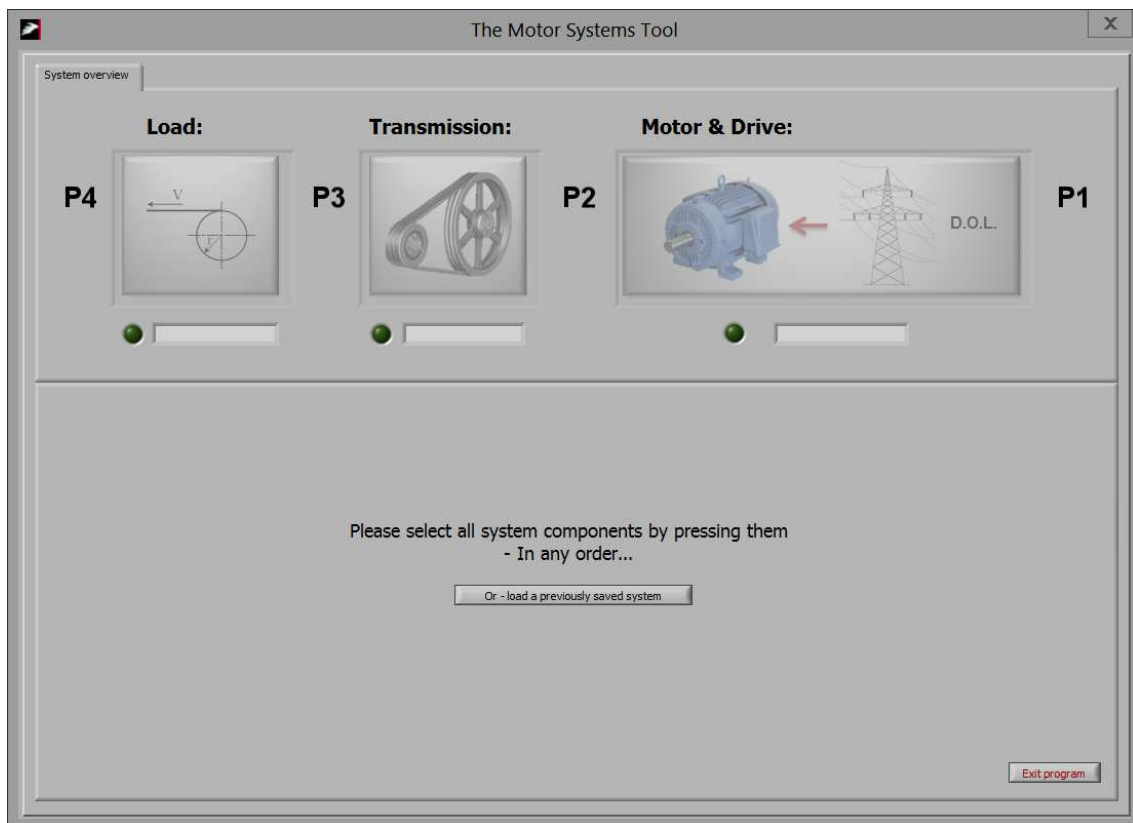 The Motor Systems Tool
X
System overview
Load:
Transmission:
Motor & Drive:
P4
V
r
P3
P2
D.O.L.
P1
Please select all system components by pressing them
- In any order...
Or - load a previously saved system
Exit program